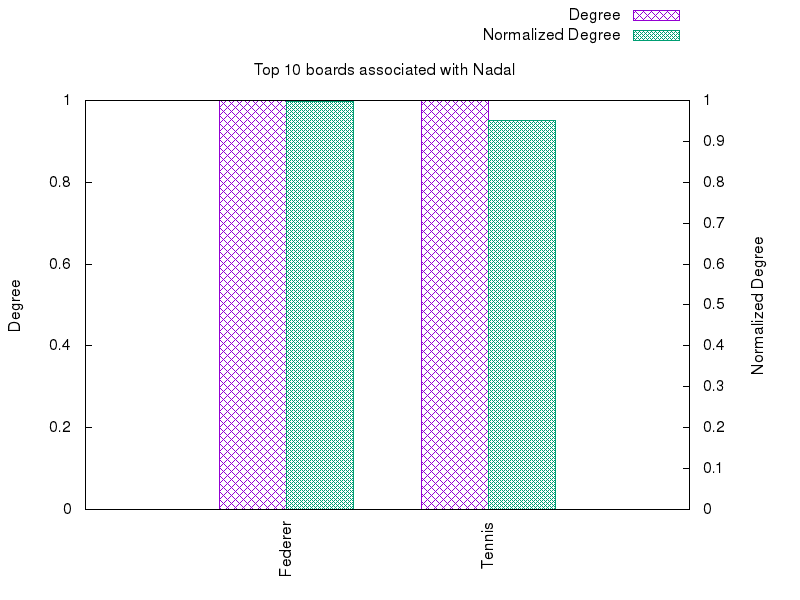 Degree
Normalized Degree
Top 10 boards associated with Nadal
1
0.8
0.6
0.4
0.2
0
1
0.9
0.8
0.7
0.6
0.5
0.4
0.3
0.2
0.1
0
Degree
Normalized Degree
Federer
Tennis